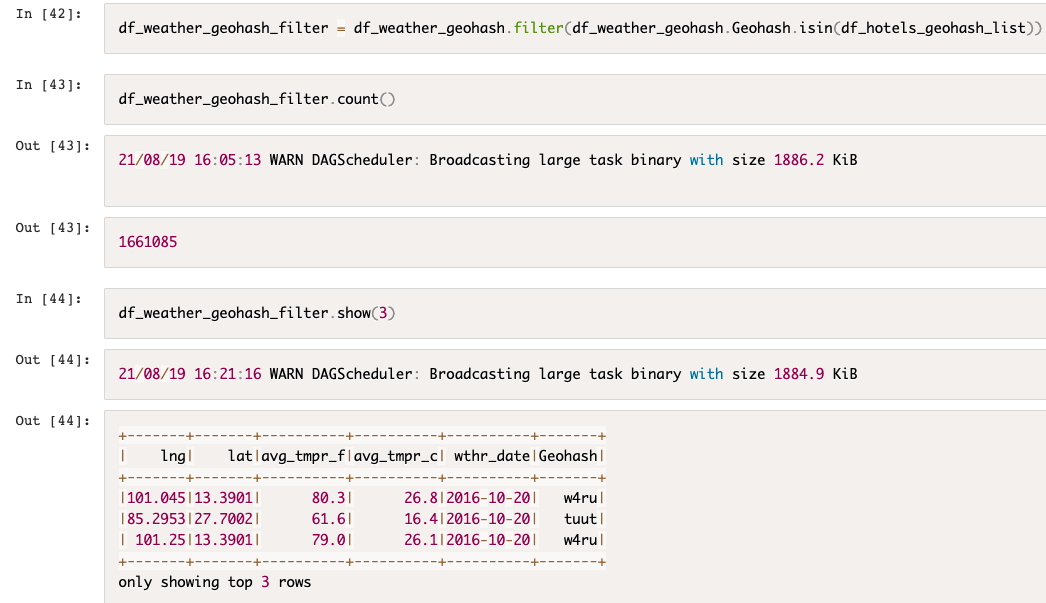 In [42]:
df_weather_geohash_filter = df_weather_geohash.filter(df_weather_geohash.Geohash.isin(df_hotels_geohash_list))
In [43]:
df_weather_geohash_filter.count()
Out [43]:
21/08/19 16:05:13 WARN DAGScheduler: Broadcasting large task binary with size 1886.2 KiB
Out [43]:
1661085
In [44]:
df_weather_geohash_filter.show(3)
Out [44]:
21/08/19 16:21:16 WARN DAGScheduler: Broadcasting large task binary with size 1884.9 KiB
Out [44]:
+-------+-------+----------+----------+----------+-------+
|    lng|    lat|avg_tmpr_f|avg_tmpr_c| wthr_date|Geohash|
+-------+-------+----------+----------+----------+-------+
|101.045|13.3901|      80.3|      26.8|2016-10-20|   w4ru|
|85.2953|27.7002|      61.6|      16.4|2016-10-20|   tuut|
| 101.25|13.3901|      79.0|      26.1|2016-10-20|   w4ru|
+-------+-------+----------+----------+----------+-------+
only showing top 3 rows